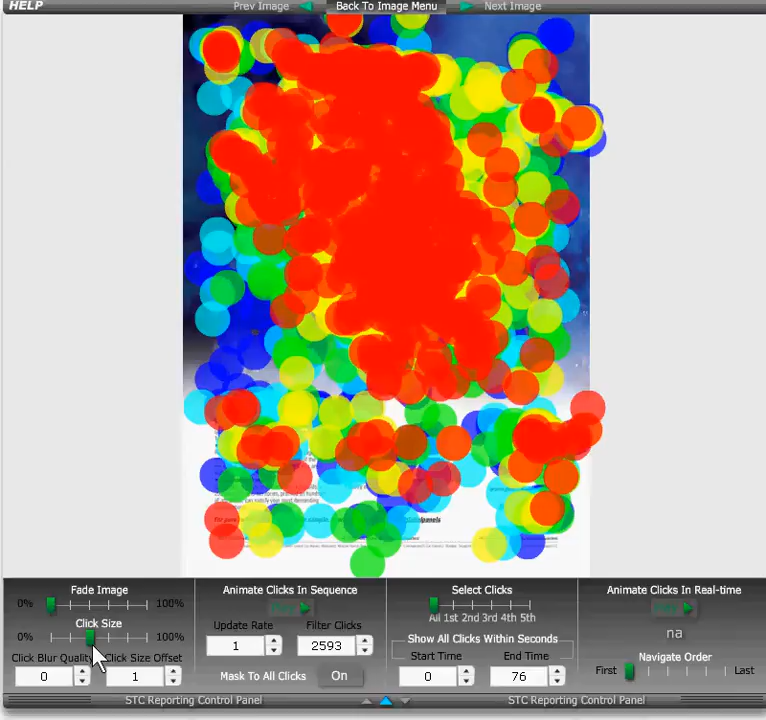 HELP
Prev Image Back To Image Menu Next Image
panels
Fade Image
0% 100%
Click Size
0% 100%
Click Blur Quality Click Size Offset
0 1
Animate Clicks In Sequence
Update Rate Filter Clicks
1 2593
Mask To All Clicks On
Select Clicks
All 1st 2nd 3rd 4th 5th
Show All Clicks Within Seconds
Start Time End Time
0 76
Animate Clicks In Real-time
na
Navigate Order
First Last
STC Reporting Control Panel STC Reporting Control Panel